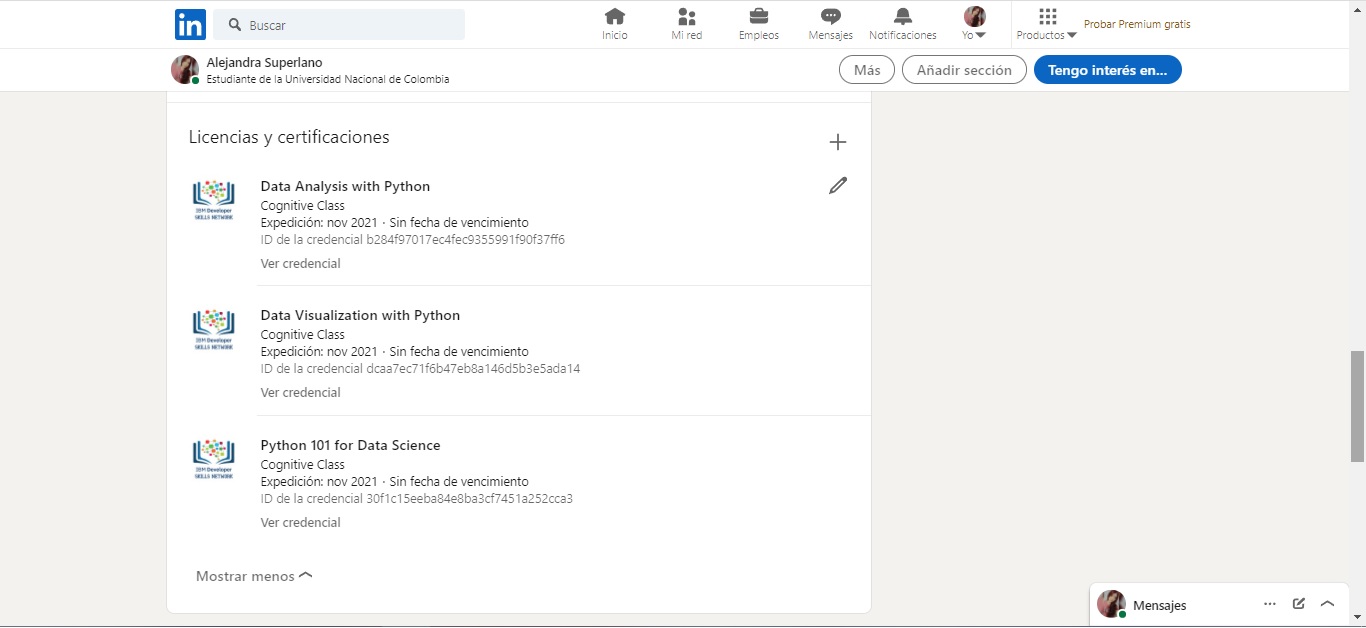 in
Buscar
Inicio
Mi red
Empleos
Mensajes
Notificaciones
Yo
Productos
Probar Premium gratis
Alejandra Superlano
Estudiante de la Universidad Nacional de Colombia
Más
Añadir sección
Tengo interés en...
Licencias y certificaciones
IBM Developer
SKILLS NETWORK
Data Analysis with Python
Cognitive Class
Expedición: nov 2021 · Sin fecha de vencimiento
ID de la credencial b284f97017ec4fec9355991f90f37ff6
Ver credencial
IBM Developer
SKILLS NETWORK
Data Visualization with Python
Cognitive Class
Expedición: nov 2021 · Sin fecha de vencimiento
ID de la credencial dcaa7ec71f6b47eb8a146d5b3e5ada14
Ver credencial
IBM Developer
SKILLS NETWORK
Python 101 for Data Science
Cognitive Class
Expedición: nov 2021 · Sin fecha de vencimiento
ID de la credencial 30f1c15eeba84e8ba3cf7451a252cca3
Ver credencial
Mostrar menos
Mensajes